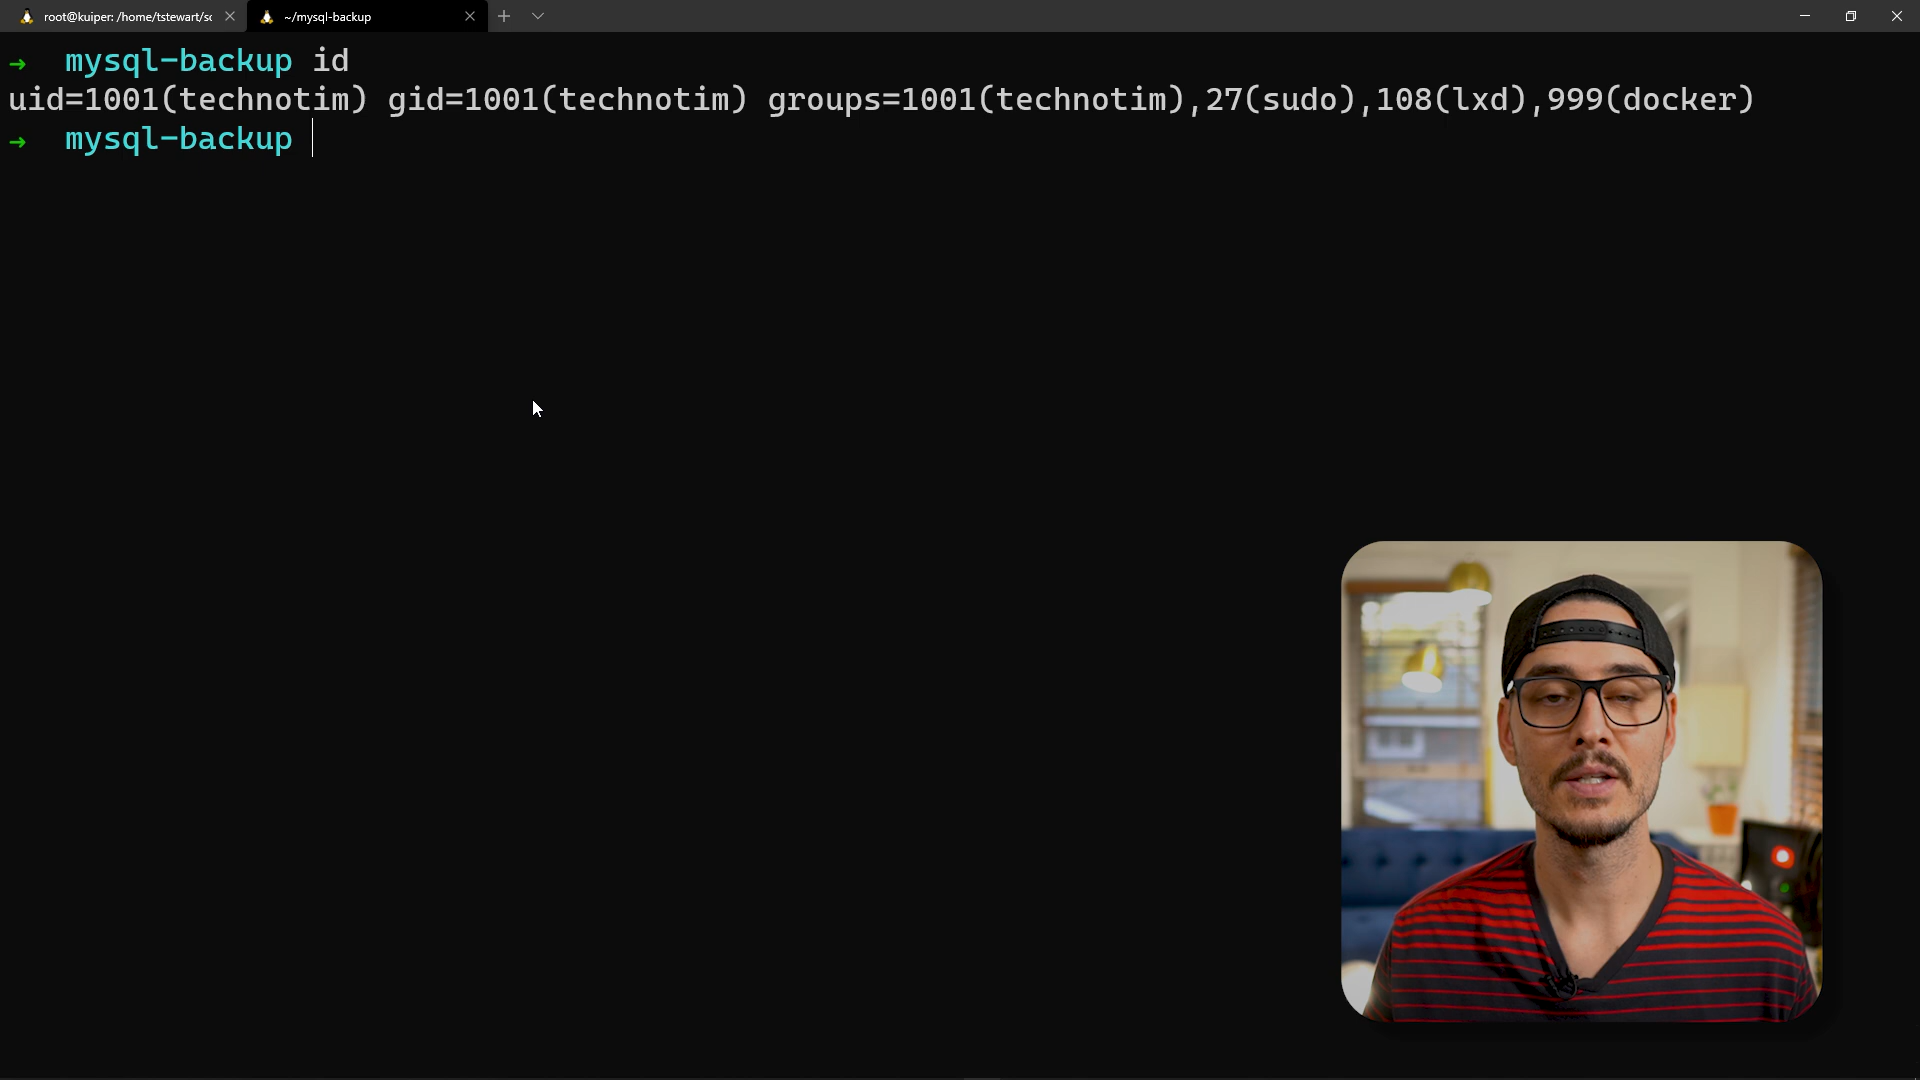 root@kuiper: /home/tstewart/sc
~/mysql-backup
→ mysql-backup id
uid=1001(technotim) gid=1001(technotim) groups=1001(technotim),27(sudo),108(lxd),999(docker)
→ mysql-backup